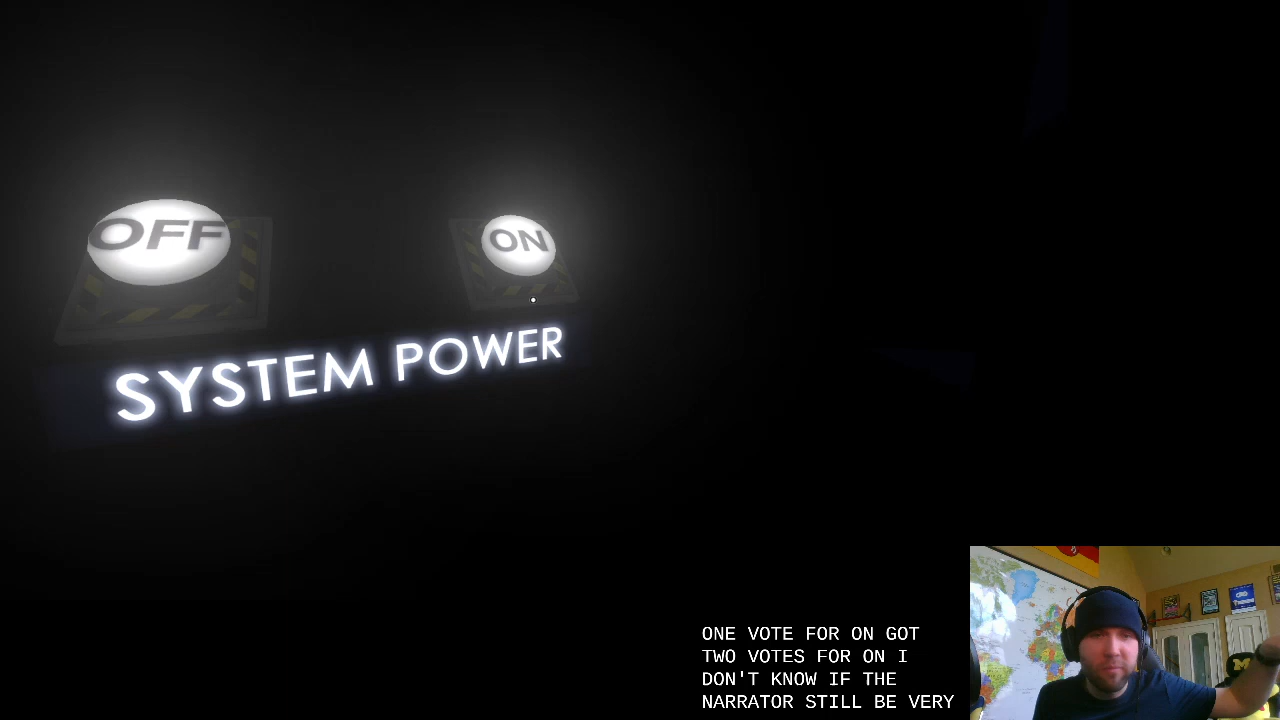 OFF
ON
SYSTEM POWER
ONE VOTE FOR ON GOT
TWO VOTES FOR ON I
DON'T KNOW IF THE
NARRATOR STILL BE VERY
M